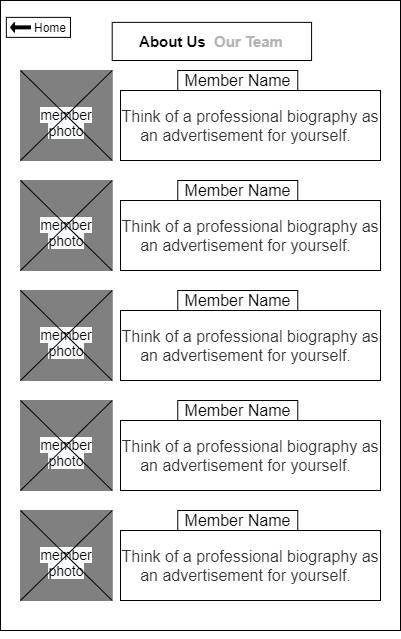 Home
About Us Our Team
Member Name
member
photo
Think of a professional biography as
an advertisement for yourself.
Member Name
member
photo
Think of a professional biography as
an advertisement for yourself.
Member Name
member
photo
Think of a professional biography as
an advertisement for yourself.
Member Name
member
photo
Think of a professional biography as
an advertisement for yourself.
Member Name
member
photo
Think of a professional biography as
an advertisement for yourself.